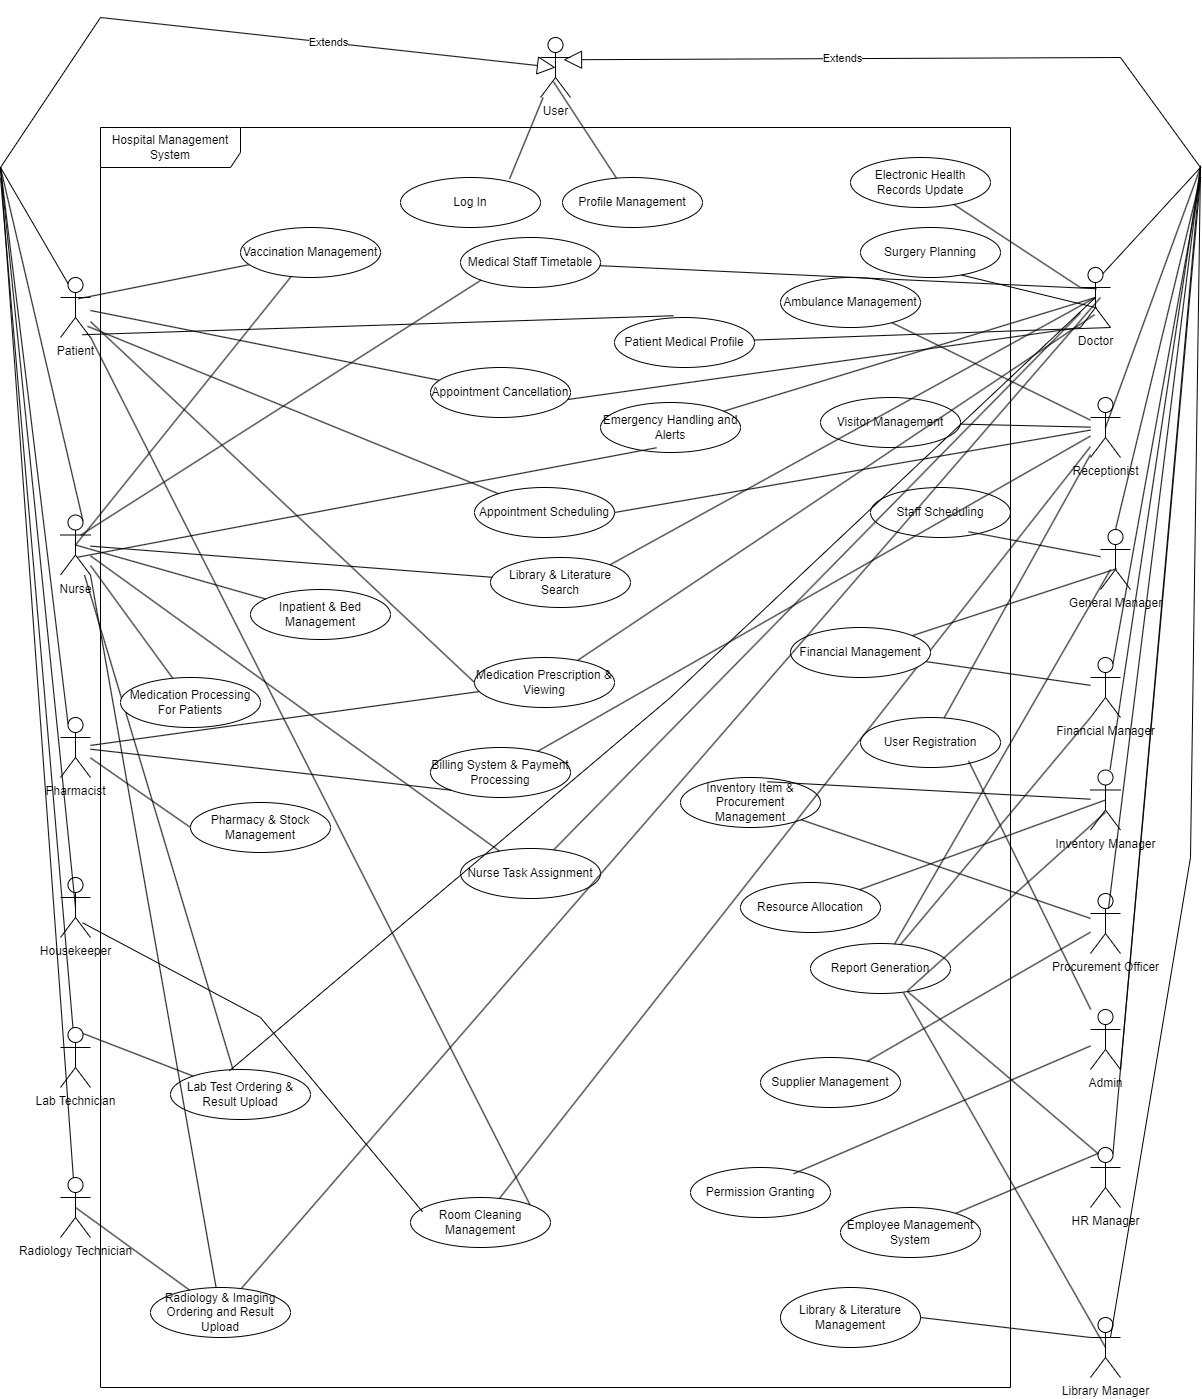 Extends
Extends
User
Hospital Management
System
Electronic Health
Records Update
Log In
Profile Management
Vaccination Management
Medical Staff Timetable
Surgery Planning
Ambulance Management
Patient
Patient Medical Profile
Doctor
Appointment Cancellation
Emergency Handling and
Alerts
Visitor Management
Receptionist
Appointment Scheduling
Staff Scheduling
Nurse
Library & Literature
Search
General Manager
Inpatient & Bed
Management
Financial Management
Medication Prescription &
Viewing
Medication Processing
For Patients
Financial Manager
User Registration
Billing System & Payment
Processing
Pharmacist
Inventory Item &
Procurement
Management
Pharmacy & Stock
Management
Inventory Manager
Nurse Task Assignment
Resource Allocation
Housekeeper
Report Generation
Procurement Officer
Lab Technician
Lab Test Ordering &
Result Upload
Supplier Management
Admin
Permission Granting
Room Cleaning
Management
Employee Management
System
HR Manager
Radiology Technician
Radiology & Imaging
Ordering and Result
Upload
Library & Literature
Management
Library Manager